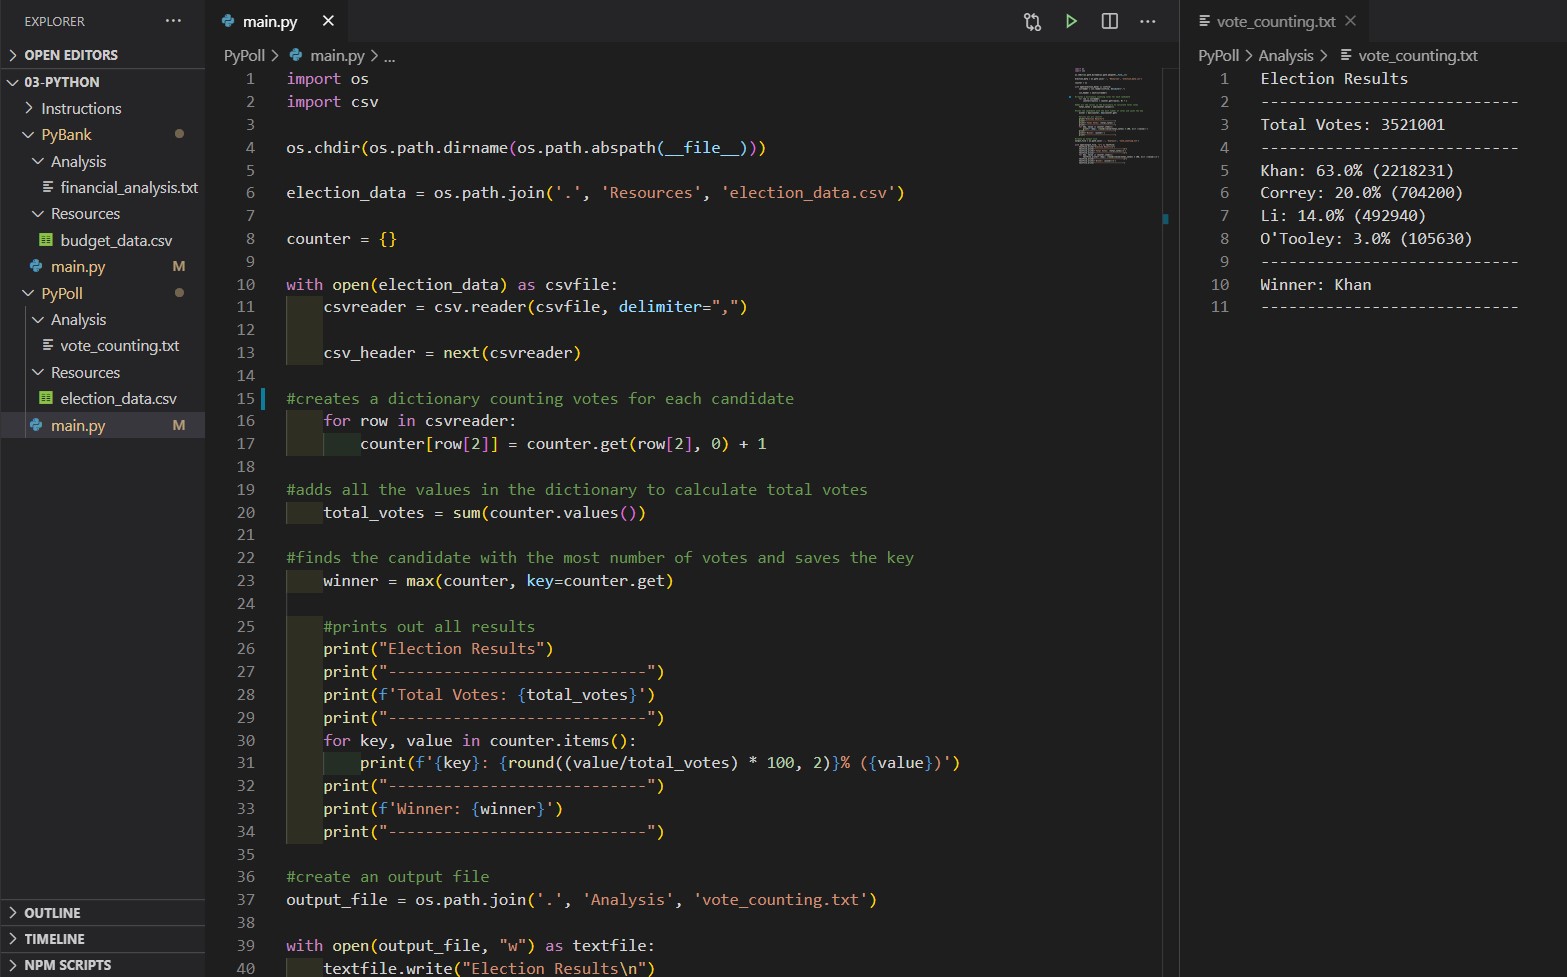 EXPLORER
OPEN EDITORS
03-PYTHON
Instructions
PyBank
Analysis
financial_analysis.txt
Resources
budget_data.csv
main.py M
PyPoll
Analysis
vote_counting.txt
Resources
election_data.csv
main.py M
OUTLINE
TIMELINE
NPM SCRIPTS
main.py
PyPoll > main.py > ...
1 import os
2 import csv
3
4 os.chdir(os.path.dirname(os.path.abspath(__file__)))
5
6 election_data = os.path.join('.', 'Resources', 'election_data.csv')
7
8 counter = {}
9
10 with open(election_data) as csvfile:
11     csvreader = csv.reader(csvfile, delimiter=",")
12
13     csv_header = next(csvreader)
14
15 #creates a dictionary counting votes for each candidate
16     for row in csvreader:
17         counter[row[2]] = counter.get(row[2], 0) + 1
18
19 #adds all the values in the dictionary to calculate total votes
20     total_votes = sum(counter.values())
21
22 #finds the candidate with the most number of votes and saves the key
23     winner = max(counter, key=counter.get)
24
25     #prints out all results
26     print("Election Results")
27     print("----------------------------")
28     print(f'Total Votes: {total_votes}')
29     print("----------------------------")
30     for key, value in counter.items():
31         print(f'{key}: {round((value/total_votes) * 100, 2)}% ({value})')
32     print("----------------------------")
33     print(f'Winner: {winner}')
34     print("----------------------------")
35
36 #create an output file
37 output_file = os.path.join('.', 'Analysis', 'vote_counting.txt')
38
39 with open(output_file, "w") as textfile:
40     textfile.write("Election Results\n")
vote_counting.txt
PyPoll > Analysis > vote_counting.txt
1 Election Results
2 ----------------------------
3 Total Votes: 3521001
4 ----------------------------
5 Khan: 63.0% (2218231)
6 Correy: 20.0% (704200)
7 Li: 14.0% (492940)
8 O'Tooley: 3.0% (105630)
9 ----------------------------
10 Winner: Khan
11 ----------------------------